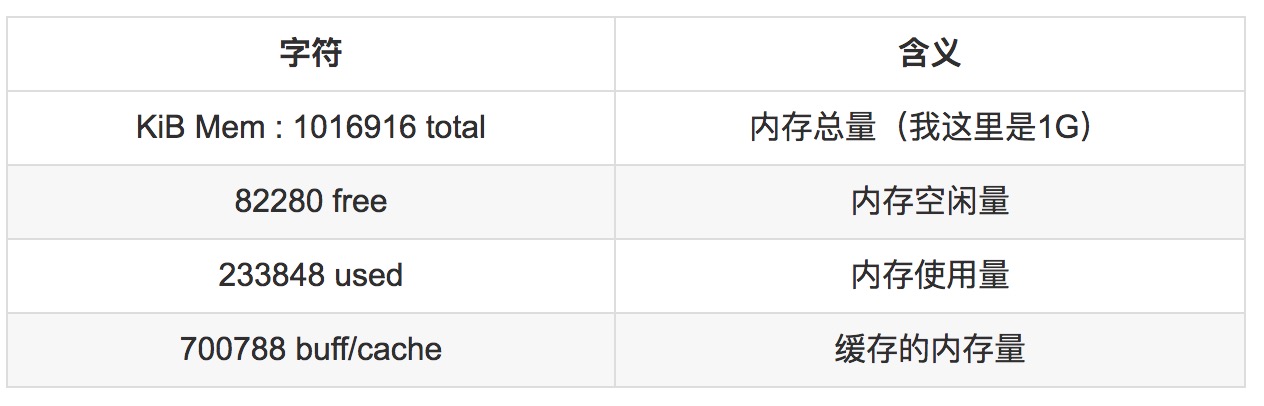 字符 含义
KiB Mem : 1016916 total 内存总量（我这里是1G）
82280 free 内存空闲量
233848 used 内存使用量
700788 buff/cache 缓存的内存量